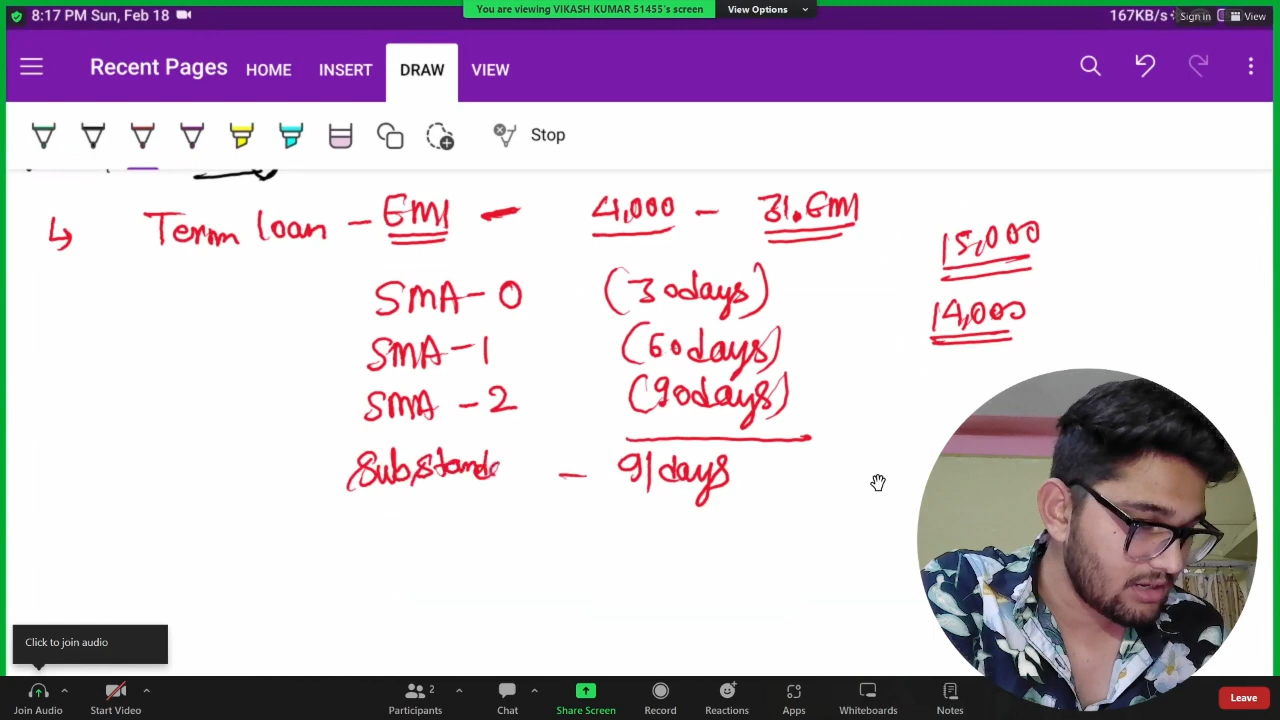 8:17 PM Sun, Feb 18
You are viewing VIKASH KUMAR 51455's screen
View Options
167KB/s
Sign in
View
Recent Pages
HOME
INSERT
DRAW
VIEW
Stop
Term loan - EMI - 4,000 - 31.EMI
15,000
SMA-0 (30days)
14,000
SMA-1 (60days)
SMA-2 (90days)
Substande - 91days
Click to join audio
Join Audio
Start Video
2
Participants
Chat
Share Screen
Record
Reactions
Apps
Whiteboards
Notes
Leave